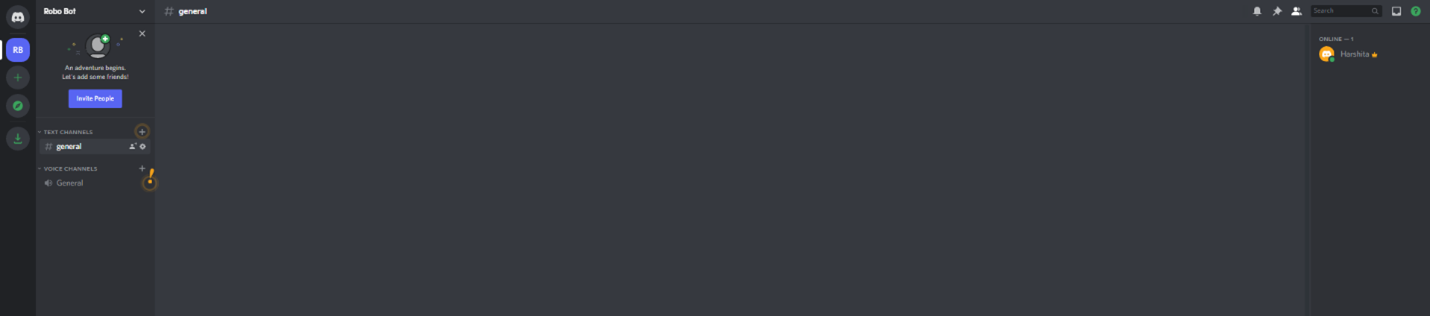 Robo Bot
# general
Search
RB
An adventure begins.
Let's add some friends!
Invite People
TEXT CHANNELS
# general
VOICE CHANNELS
General
ONLINE — 1
Harshita